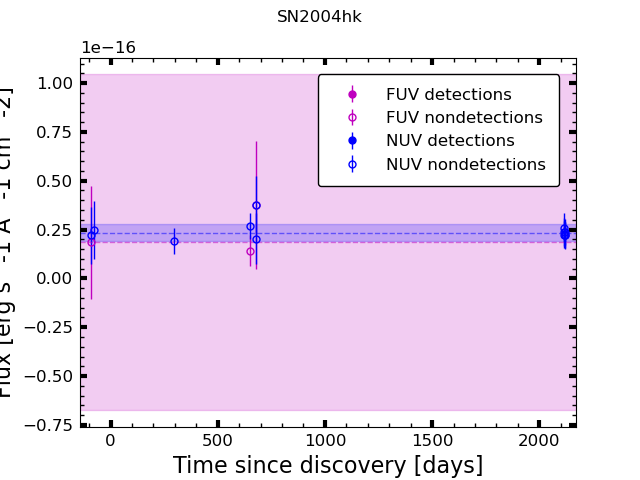 SN2004hk
1e−16
1.00
0.75
0.50
0.25
0.00
−0.25
−0.50
−0.75
Flux [erg s -1 A -1 cm -2]
FUV detections
FUV nondetections
NUV detections
NUV nondetections
0 500 1000 1500 2000
Time since discovery [days]